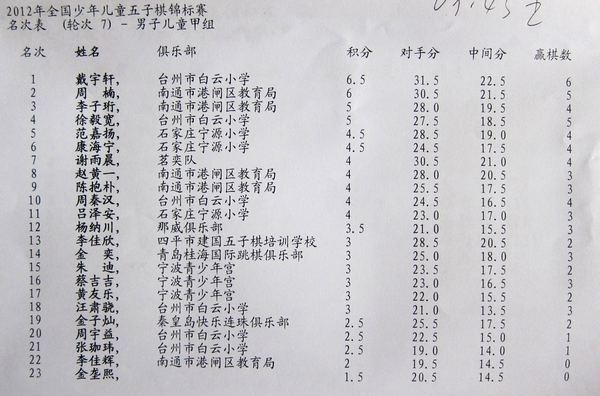 2012年全国少年儿童五子棋锦标赛
名次表 (轮次 7) - 男子儿童甲组
名次 姓名 俱乐部 积分 对手分 中间分 赢棋数
1 戴宇轩, 台州市白云小学 6.5 31.5 22.5 6
2 周楠, 南通市港闸区教育局 6 30.5 21.5 5
3 李子珩, 南通市港闸区教育局 5 28.0 19.5 4
4 徐毅宽, 台州市白云小学 5 27.5 18.5 5
5 范嘉扬, 石家庄宁源小学 4.5 28.5 19.0 4
6 康海宁, 石家庄宁源小学 4.5 24.5 17.5 4
7 谢雨晨, 茗奕队 4 30.5 21.0 4
8 赵黄一, 南通市港闸区教育局 4 28.0 20.5 3
9 陈抱朴, 南通市港闸区教育局 4 25.5 17.5 3
10 周秦汉, 台州市白云小学 4 24.5 16.5 4
11 吕泽安, 石家庄宁源小学 4 23.0 17.0 3
12 杨纳川, 那威俱乐部 3.5 21.0 15.5 3
13 李佳欣, 四平市建国五子棋培训学校 3 28.5 20.5 2
14 金奕, 青岛桂海国际跳棋俱乐部 3 25.0 18.0 3
15 朱迪, 宁波青少年宫 3 23.5 17.5 2
16 蔡吉吉, 宁波青少年宫 3 23.0 16.5 3
17 黄友乐, 宁波青少年宫 3 22.0 15.5 2
18 汪肃骁, 台州市白云小学 3 21.0 13.5 3
19 金子灿, 秦皇岛快乐连珠俱乐部 2.5 25.5 17.5 2
20 周宇益, 台州市白云小学 2.5 22.5 15.0 1
21 张珈玮, 台州市白云小学 2.5 19.0 14.0 1
22 李佳辉, 南通市港闸区教育局 2 19.5 14.5 0
23 金垄熙, 1.5 20.5 14.5 0